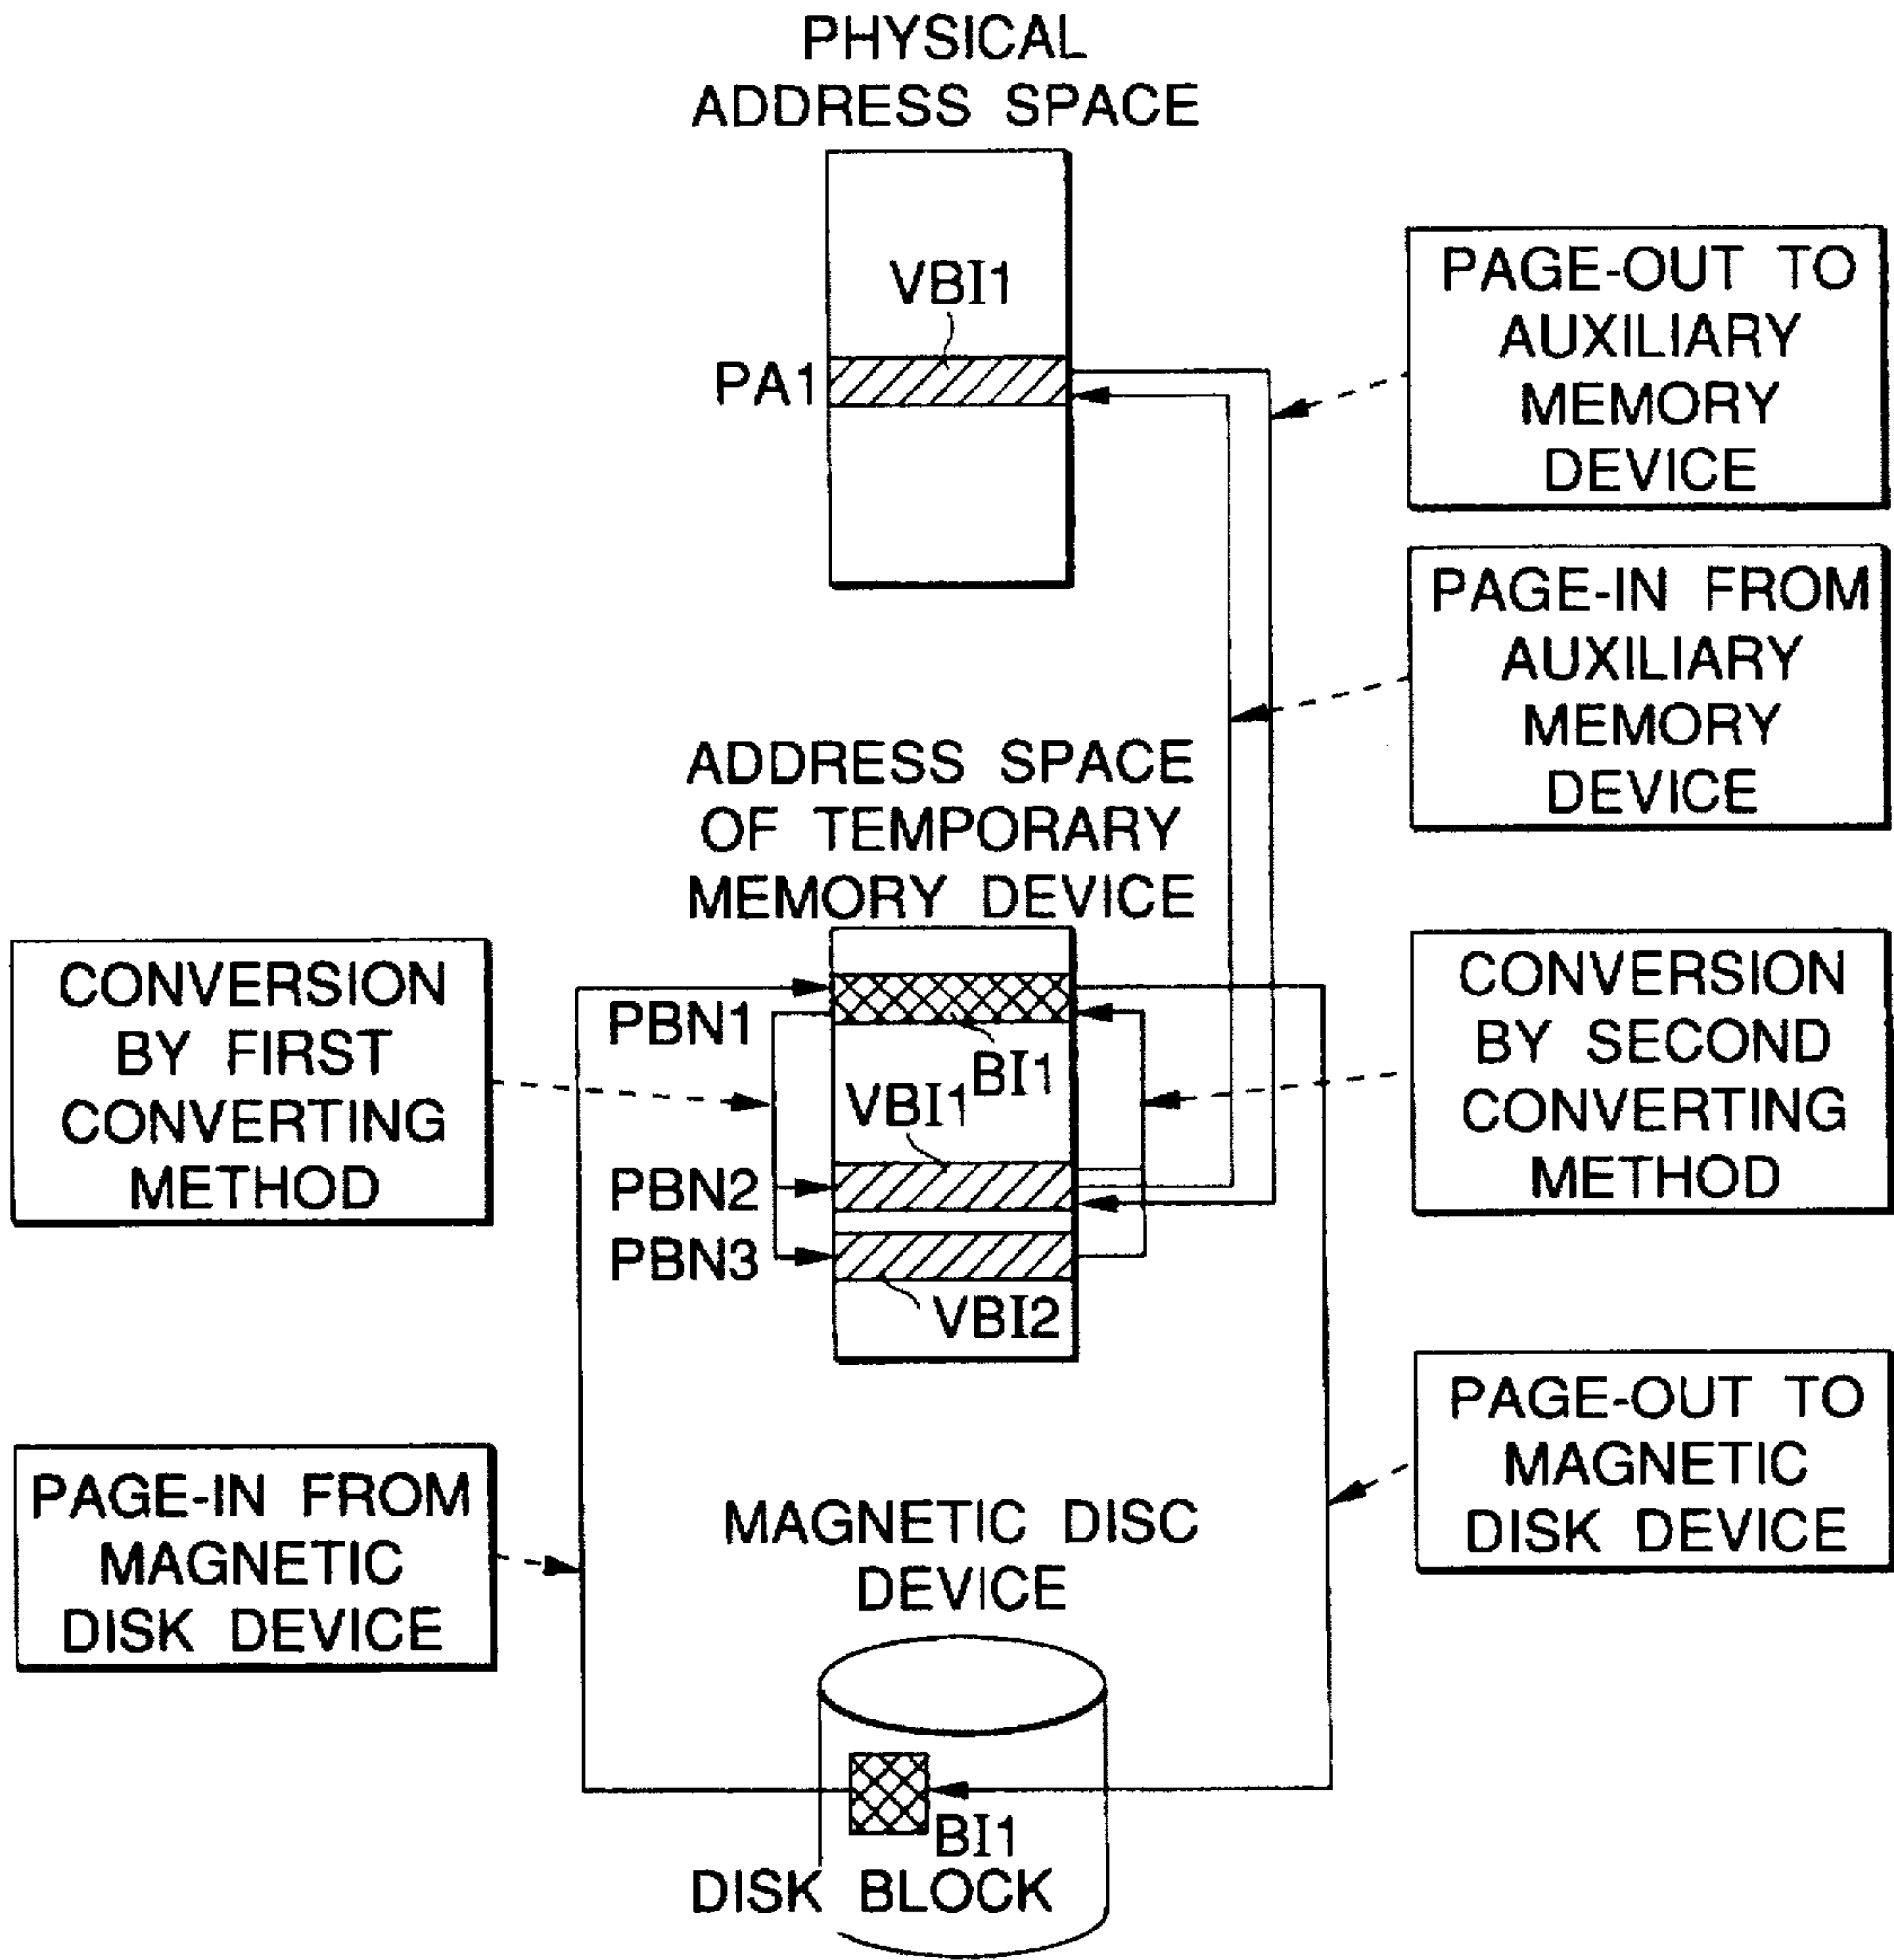 PHYSICAL
ADDRESS SPACE
VBI1
PA1
PAGE-OUT TO
AUXILIARY
MEMORY
DEVICE
PAGE-IN FROM
AUXILIARY
MEMORY
DEVICE
ADDRESS SPACE
OF TEMPORARY
MEMORY DEVICE
CONVERSION
BY FIRST
CONVERTING
METHOD
PBN1
BI1
VBI1
PBN2
PBN3
VBI2
CONVERSION
BY SECOND
CONVERTING
METHOD
PAGE-IN FROM
MAGNETIC
DISK DEVICE
MAGNETIC DISC
DEVICE
PAGE-OUT TO
MAGNETIC
DISK DEVICE
BI1
DISK BLOCK